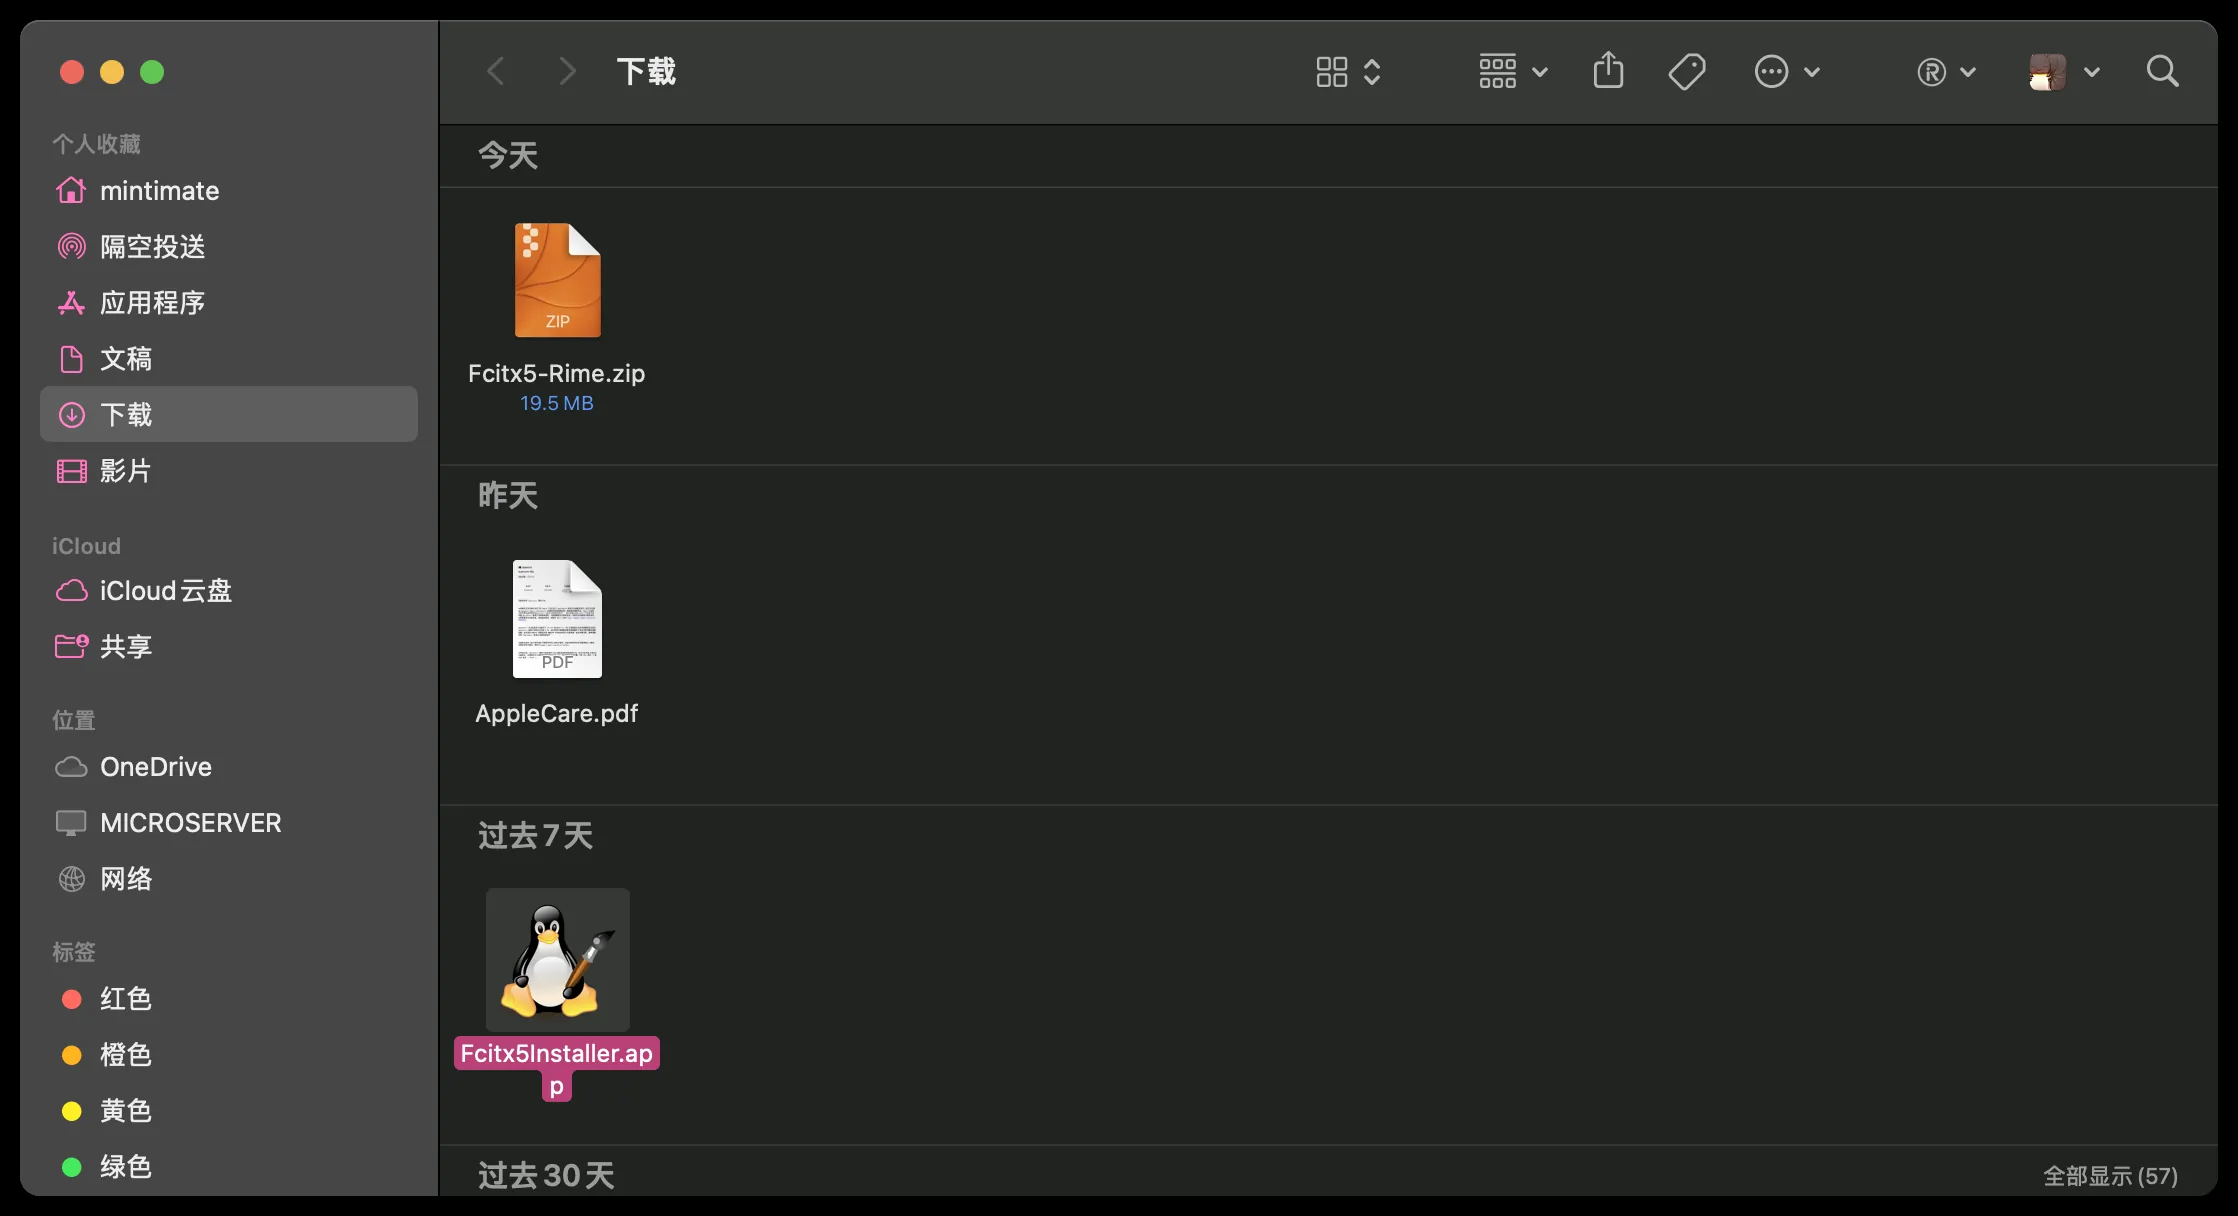 下载
个人收藏
mintimate
隔空投送
应用程序
文稿
下载
影片
iCloud
iCloud云盘
共享
位置
OneDrive
MICROSERVER
网络
标签
红色
橙色
黄色
绿色
今天
ZIP
Fcitx5-Rime.zip
19.5 MB
昨天
PDF
AppleCare.pdf
过去7天
Fcitx5Installer.ap
p
过去30天
全部显示 (57)